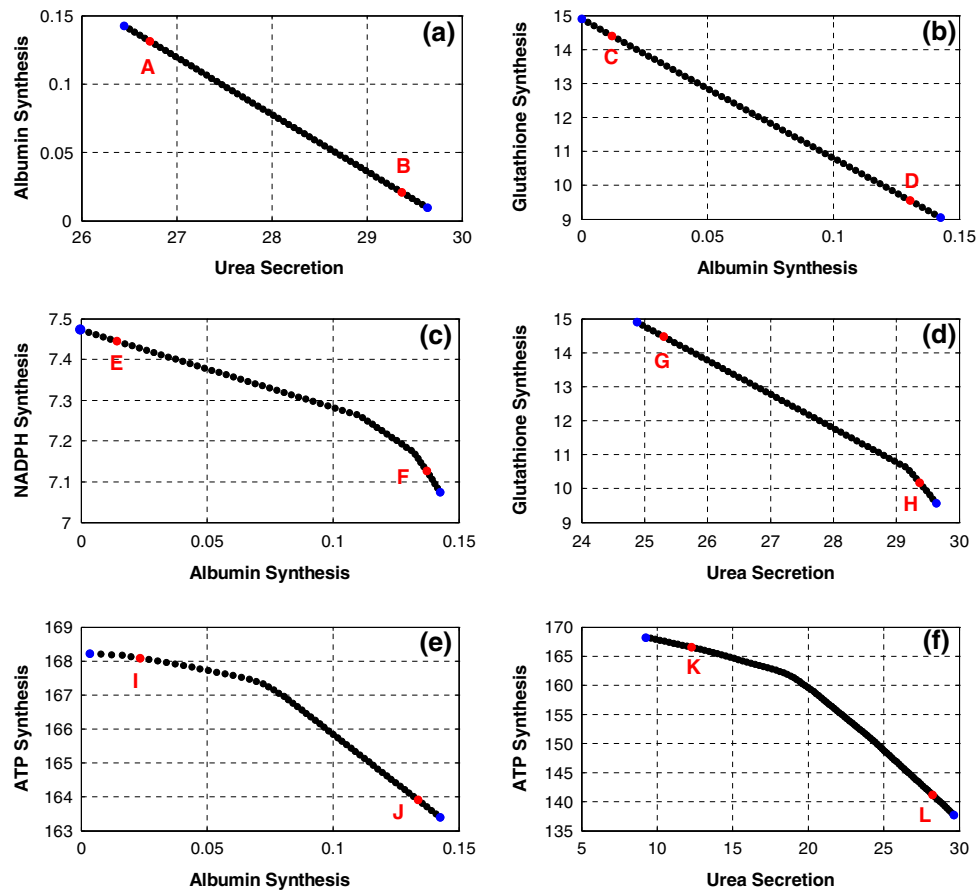 (a)
Albumin Synthesis
0.15
0.1
0.05
0
A
B
26
27
28
29
30
Urea Secretion
(b)
Glutathione Synthesis
15
14
13
12
11
10
9
C
D
0
0.05
0.1
0.15
Albumin Synthesis
(c)
NADPH Synthesis
7.5
7.4
7.3
7.2
7.1
7
E
F
0
0.05
0.1
0.15
Albumin Synthesis
(d)
Glutathione Synthesis
15
14
13
12
11
10
9
G
H
24
25
26
27
28
29
30
Urea Secretion
(e)
ATP Synthesis
169
168
167
166
165
164
163
I
J
0
0.05
0.1
0.15
Albumin Synthesis
(f)
ATP Synthesis
170
165
160
155
150
145
140
135
K
L
5
10
15
20
25
30
Urea Secretion